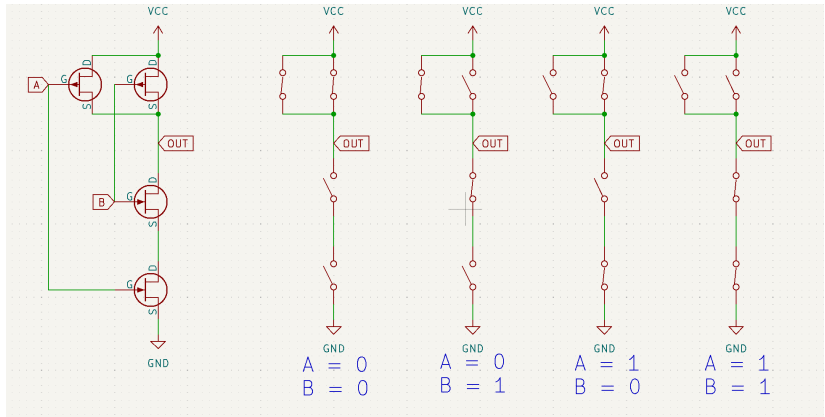 VCC VCC VCC VCC VCC
D D
A G G
S S
OUT OUT OUT OUT OUT
D
B G
S
D
G
S
GND GND GND GND GND
A = 0 A = 0 A = 1 A = 1
B = 0 B = 1 B = 0 B = 1